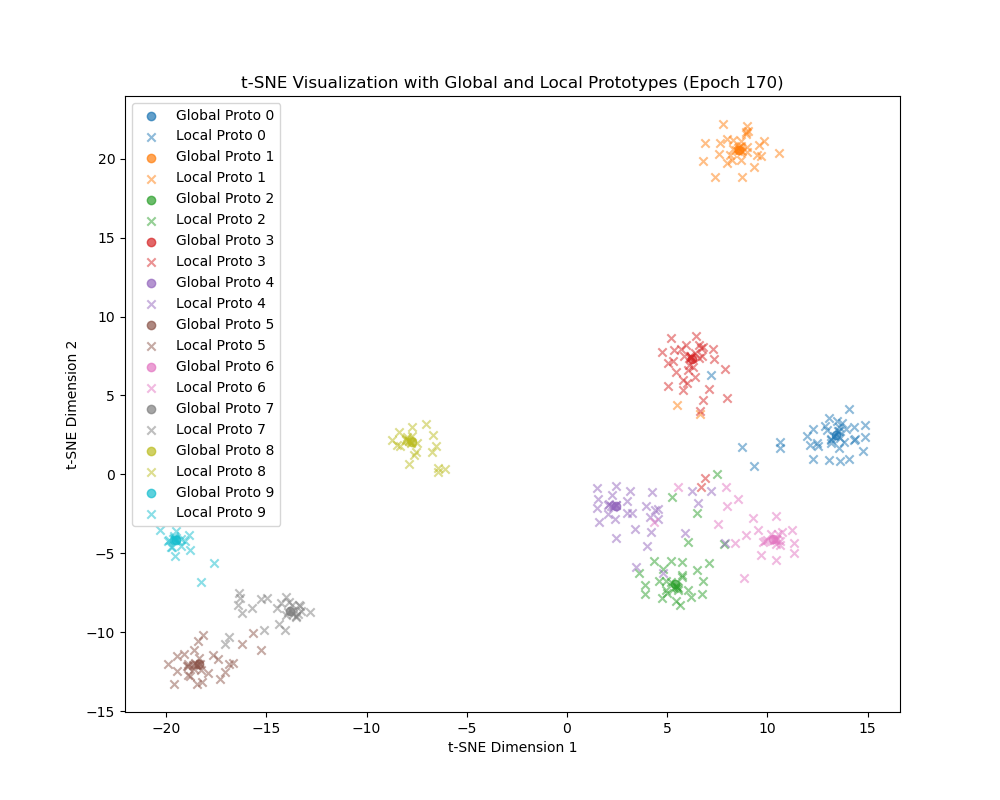 t-SNE Visualization with Global and Local Prototypes (Epoch 170)
Global Proto 0
Local Proto 0
Global Proto 1
Local Proto 1
Global Proto 2
Local Proto 2
Global Proto 3
Local Proto 3
Global Proto 4
Local Proto 4
Global Proto 5
Local Proto 5
Global Proto 6
Local Proto 6
Global Proto 7
Local Proto 7
Global Proto 8
Local Proto 8
Global Proto 9
Local Proto 9
t-SNE Dimension 2
20
15
10
5
0
−5
−10
−15
−20
−15
−10
−5
0
5
10
15
t-SNE Dimension 1